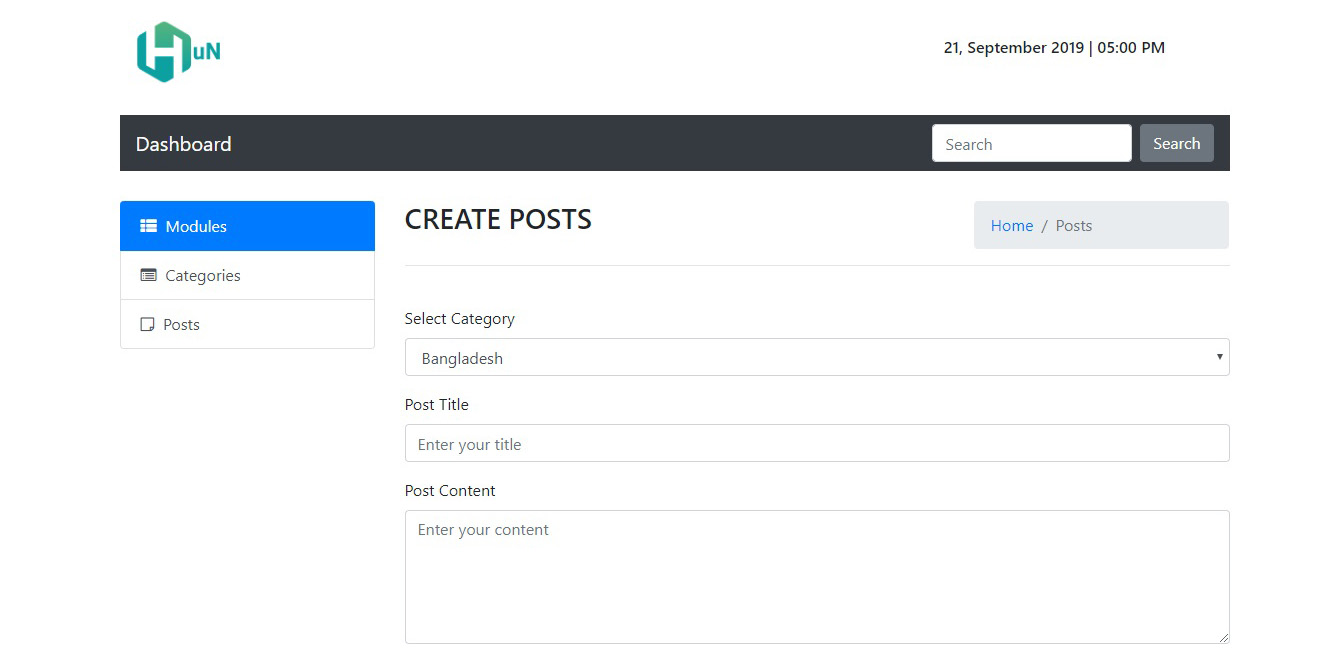 HuN
21, September 2019 | 05:00 PM
Dashboard
Search
Search
Modules
Categories
Posts
CREATE POSTS
Home / Posts
Select Category
Bangladesh
Post Title
Enter your title
Post Content
Enter your content